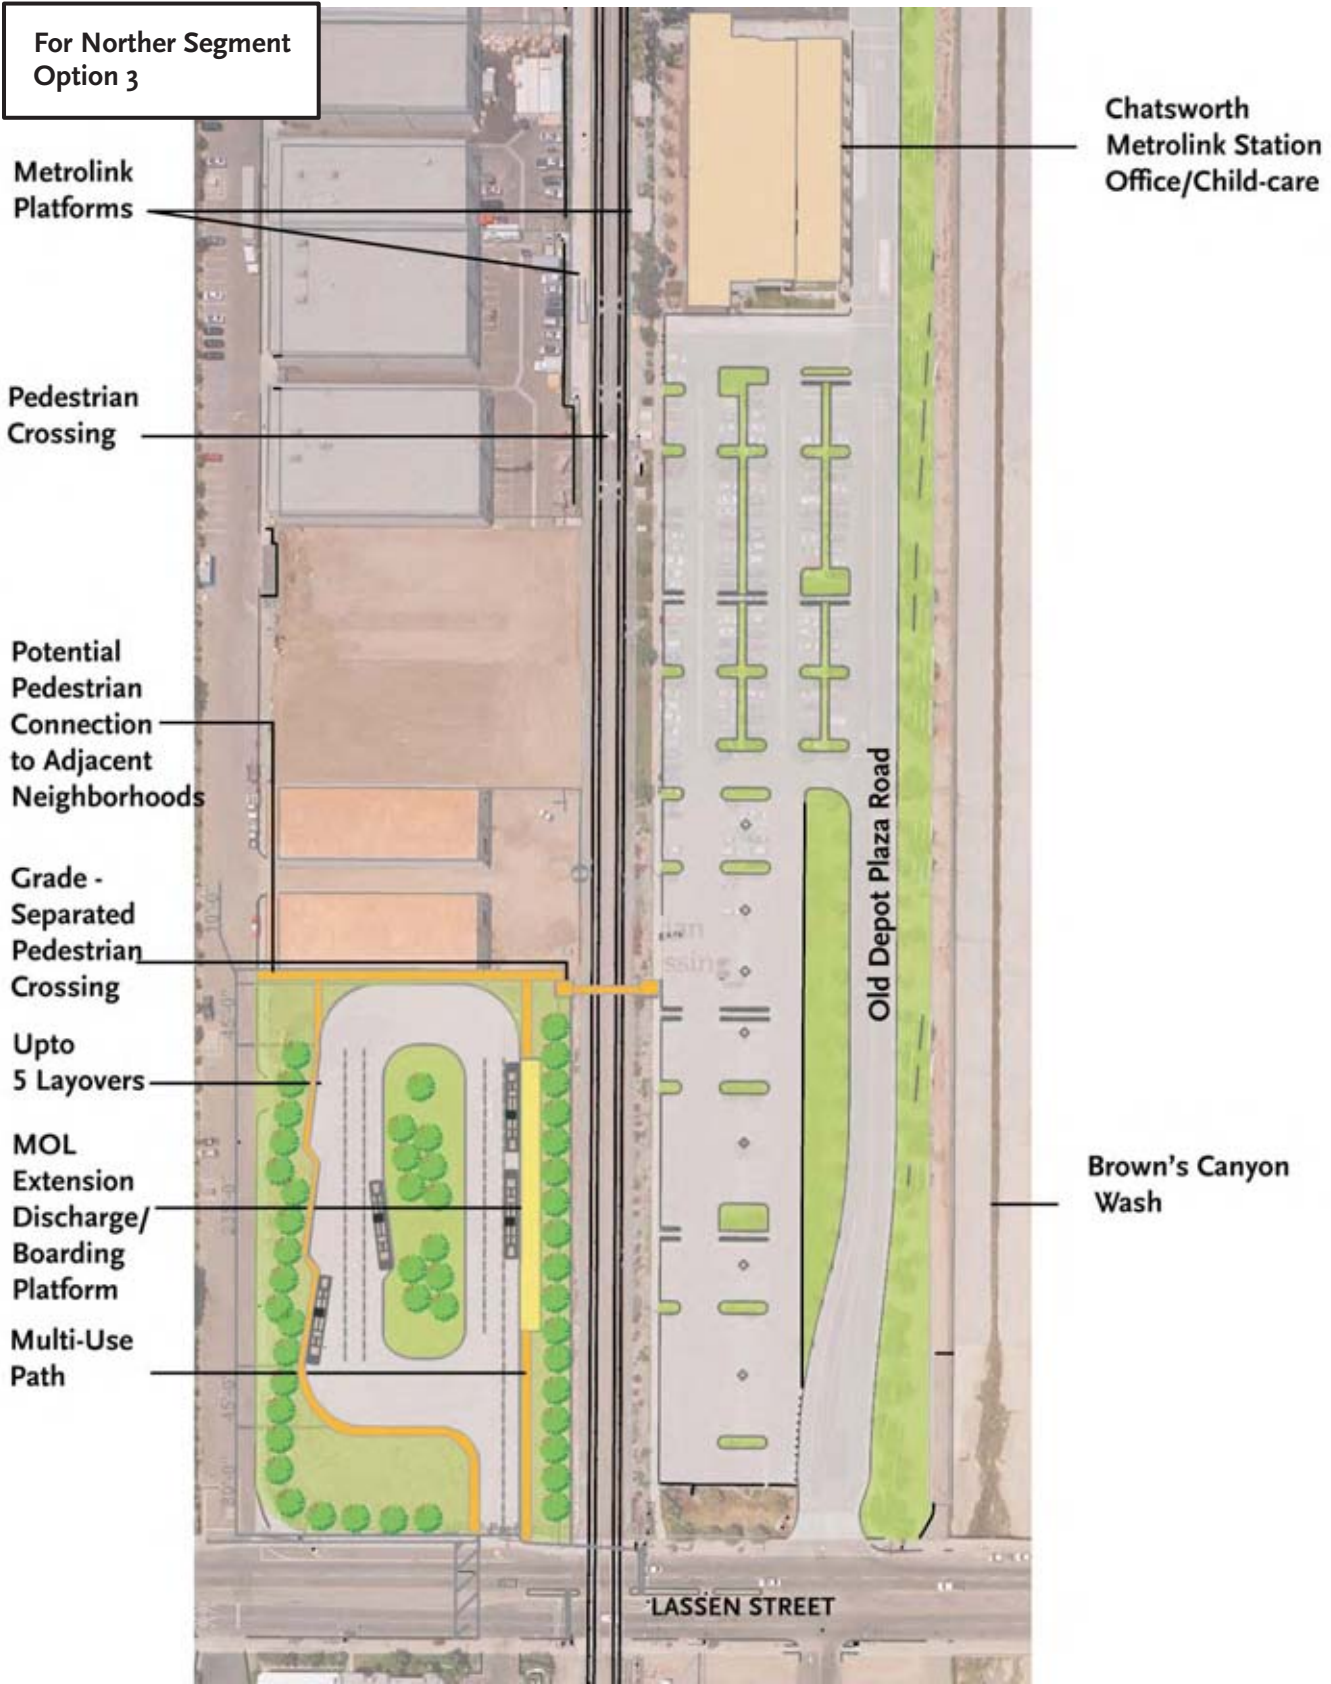 For Norther Segment
Option 3
Metrolink
Platforms
Chatsworth
Metrolink Station
Office/Child-care
Pedestrian
Crossing
Potential
Pedestrian
Connection
to Adjacent
Neighborhoods
Old Depot Plaza Road
Grade -
Separated
Pedestrian
Crossing
Upto
5 Layovers
MOL
Extension
Discharge/
Boarding
Platform
Brown's Canyon
Wash
Multi-Use
Path
LASSEN STREET